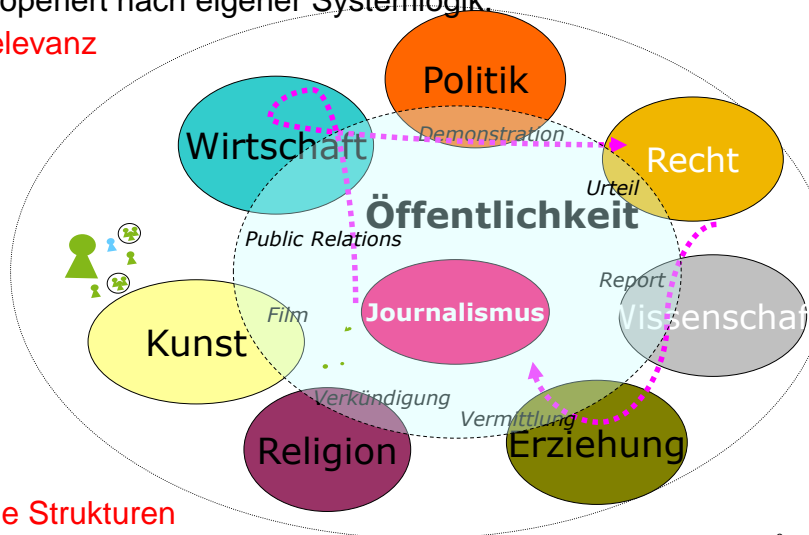 operiert nach eigener Systemlogik.
elevanz
Politik
Wirtschaft
Demonstration
Recht
Urteil
Öffentlichkeit
Public Relations
Report
Journalismus
Wissenschaf
Film
Kunst
Verkündigung
Vermittlung
Erziehung
Religion
e Strukturen